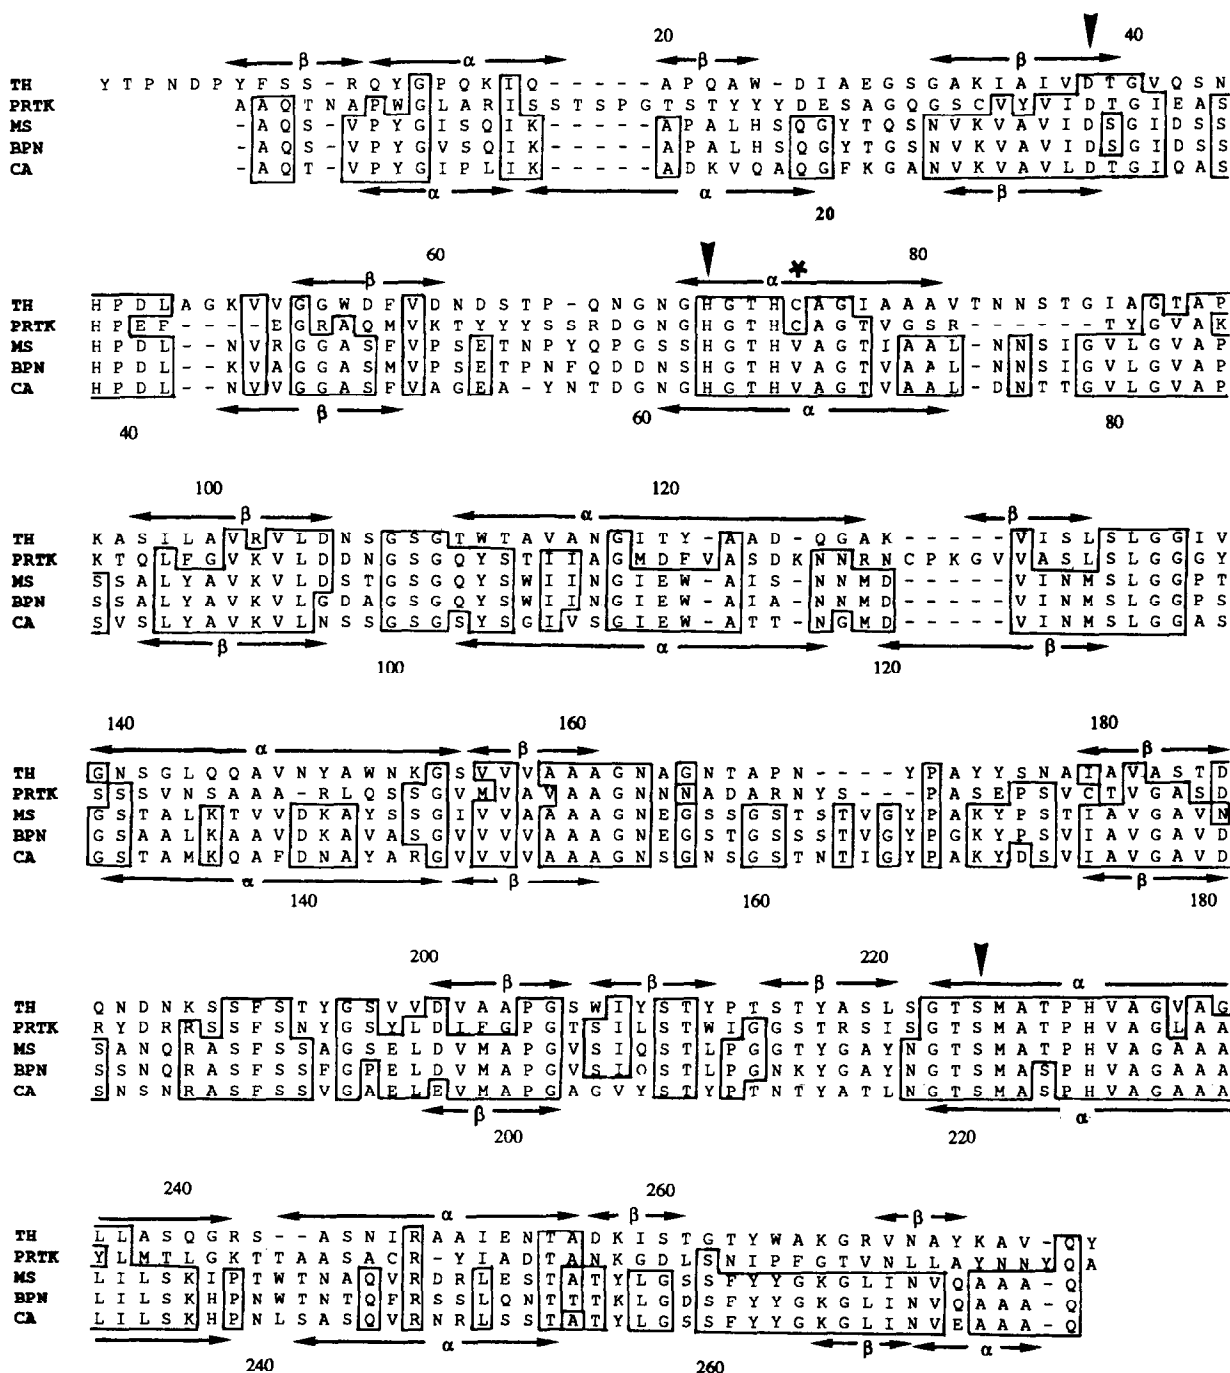 20 40
β α β β
TH Y T P N D P Y F S S - R Q Y G P Q K I Q - - - - - A P Q A W - D I A E G S G A K I A I V D T G V Q S N
PRTK A A Q T N A P W G L A R I S S T S P G T S T Y Y Y D E S A G Q G S C V Y V I D T G I E A S
MS - A Q S - V P Y G I S Q I K - - - - - A P A L H S Q G Y T Q S N V K V A V I D S G I D S S
BPN - A Q S - V P Y G V S Q I K - - - - - A P A L H S Q G Y T G S N V K V A V I D S G I D S S
CA - A Q T - V P Y G I P L I K - - - - - A D K V Q A Q G F K G A N V K V A V L D T G I Q A S
α α β
20
60 80
β α *
TH H P D L A G K V V G G W D F V D N D S T P - Q N G N G H G T H C A G I A A A V T N N S T G I A G T A P
PRTK H P E F - - - E G R A Q M V K T Y Y Y S S R D G N G H G T H C A G T V G S R - - - - - T Y G V A K
MS H P D L - - N V R G G A S F V P S E T N P Y Q P G S S H G T H V A G T I A A L - N N S I G V L G V A P
BPN H P D L - - K V A G G A S M V P S E T P N F Q D D N S H G T H V A G T V A A L - N N S I G V L G V A P
CA H P D L - - N V V G G A S F V A G E A - Y N T D G N G H G T H V A G T V A A L - D N T T G V L G V A P
β α
40 60 80
100 120
β α β
TH K A S I L A V R V L D N S G S G T W T A V A N G I T Y - A A D - Q G A K - - - - - V I S L S L G G I V
PRTK K T Q L F G V K V L D D N G S G Q Y S T I I A G M D F V A S D K N N R N C P K G V V A S L S L G G Y
MS S S A L Y A V K V L D S T G S G Q Y S W I I N G I E W - A I S - N N M D - - - - - V I N M S L G G P T
BPN S S A L Y A V K V L G D A G S G Q Y S W I I N G I E W - A I A - N N M D - - - - - V I N M S L G G P S
CA S V S L Y A V K V L N S S G S G S Y S G I V S G I E W - A T T - N G M D - - - - - V I N M S L G G A S
β α β
100 120
140 160 180
α β β
TH G N S G L Q Q A V N Y A W N K G S V V V A A A G N A G N T A P N - - - - Y P A Y Y S N A I A V A S T D
PRTK S S S V N S A A A - R L Q S S G V M V A V A A G N N N A D A R N Y S - - - P A S E P S V C T V G A S D
MS G S T A L K T V V D K A Y S S G I V V A A A A G N E G S S G S T S T V G Y P A K Y P S T I A V G A V N
BPN G S A A L K A A V D K A V A S G V V V V A A A G N E G S T G S S S T V G Y P G K Y P S V I A V G A V D
CA G S T A M K Q A F D N A Y A R G V V V V A A A G N S G N S G S T N T I G Y P A K Y D S V I A V G A V D
α β β
140 160 180
200 220
β β β α
TH Q N D N K S S F S T Y G S V V D V A A P G S W I Y S T Y P T S T Y A S L S G T S M A T P H V A G V A G
PRTK R Y D R R S S F S N Y G S Y L D I F G P G T S I L S T W I G G S T R S I S G T S M A T P H V A G L A A
MS S A N Q R A S F S S A G S E L D V M A P G V S I Q S T L P G G T Y G A Y N G T S M A T P H V A G A A A
BPN S S N Q R A S F S S F G P E L D V M A P G V S I Q S T L P G N K Y G A Y N G T S M A S P H V A G A A A
CA S N S N R A S F S S V G A E L E V M A P G A G V Y S T Y P T N T Y A T L N G T S M A S P H V A G A A A
β α
200 220
240 260
α β β
TH L L A S Q G R S - A S N I R A A I E N T A D K I S T G T Y W A K G R V N A Y K A V - Q Y
PRTK Y L M T L G K T T A A S A C R - Y I A D T A N K G D L S N I P F G T V N L L A Y N N Y Q A
MS L I L S K I P T W T N A Q V R D R L E S T A T Y L G S S F Y Y G K G L I N V Q A A A - Q
BPN L I L S K H P N W T N T Q F R S S L Q N T T T K L G D S F Y Y G K G L I N V Q A A A - Q
CA L I L S K H P N L S A S Q V R N R L S S T A T Y L G S S F Y Y G K G L I N V E A A A - Q
α β α
240 260